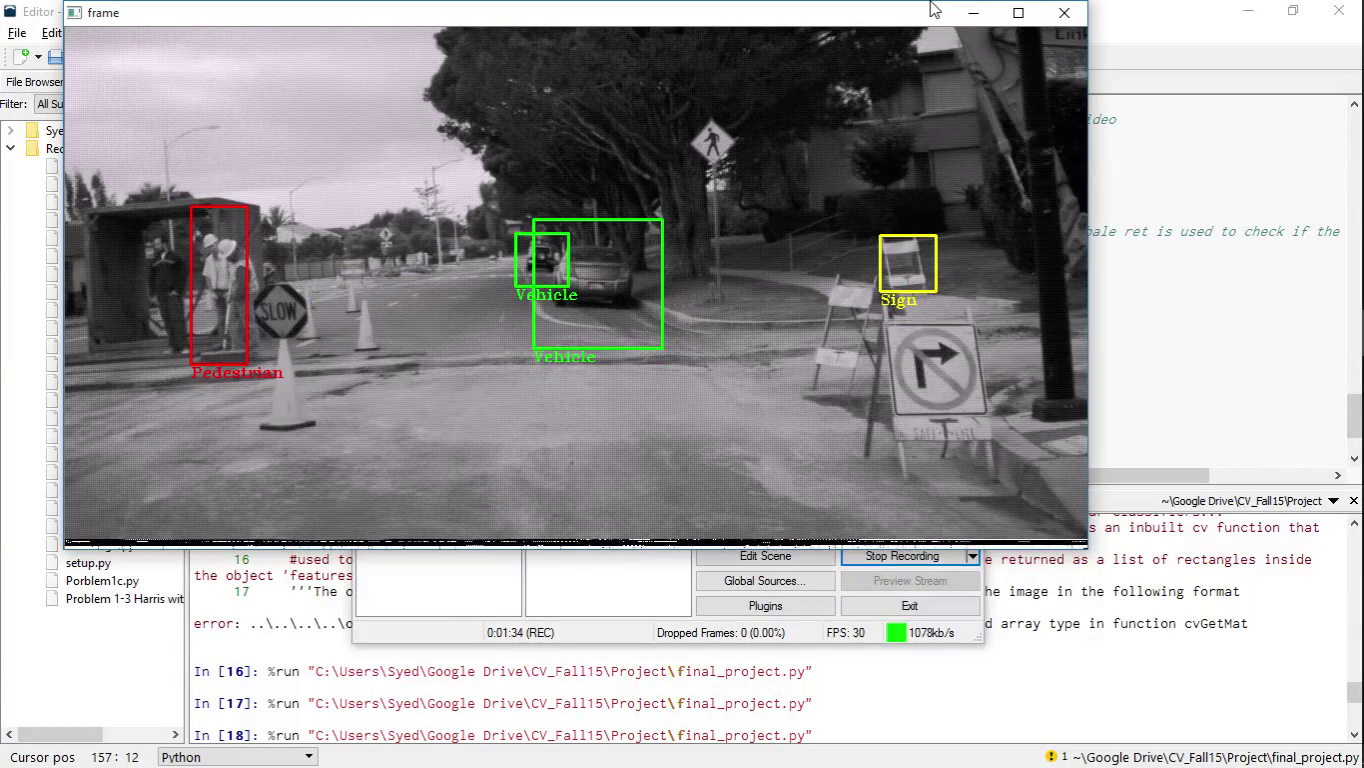 Editor -
frame
File Edit
Link
File Browser
Filter: All Su
Sye
ideo
Rec
bale ret is used to check if the
Vehicle
Sign
SLOW
Vehicle
Pedestrian
~\Google Drive\CV_Fall15\Project
s an inbuilt cv function that
setup.py
16 #used to
Edit Scene
Stop Recording
e returned as a list of rectangles inside
Porblem1c.py
the object 'features
Global Sources...
Preview Stream
Problem 1-3 Harris wit
17 '''The o
he image in the following format
Plugins
Exit
error: ..\..\..\..\o
d array type in function cvGetMat
0:01:34 (REC)
Dropped Frames: 0 (0.00%)
FPS: 30
1078kb/s
In [16]: %run "C:\Users\Syed\Google Drive\CV_Fall15\Project\final_project.py"
In [17]: %run "C:\Users\Syed\Google Drive\CV_Fall15\Project\final_project.py"
In [18]: %run "C:\Users\Syed\Google Drive\CV_Fall15\Project\final_project.py"
Cursor pos 157: 12 Python
1 ~\Google Drive\CV_Fall15\Project\final_project.py